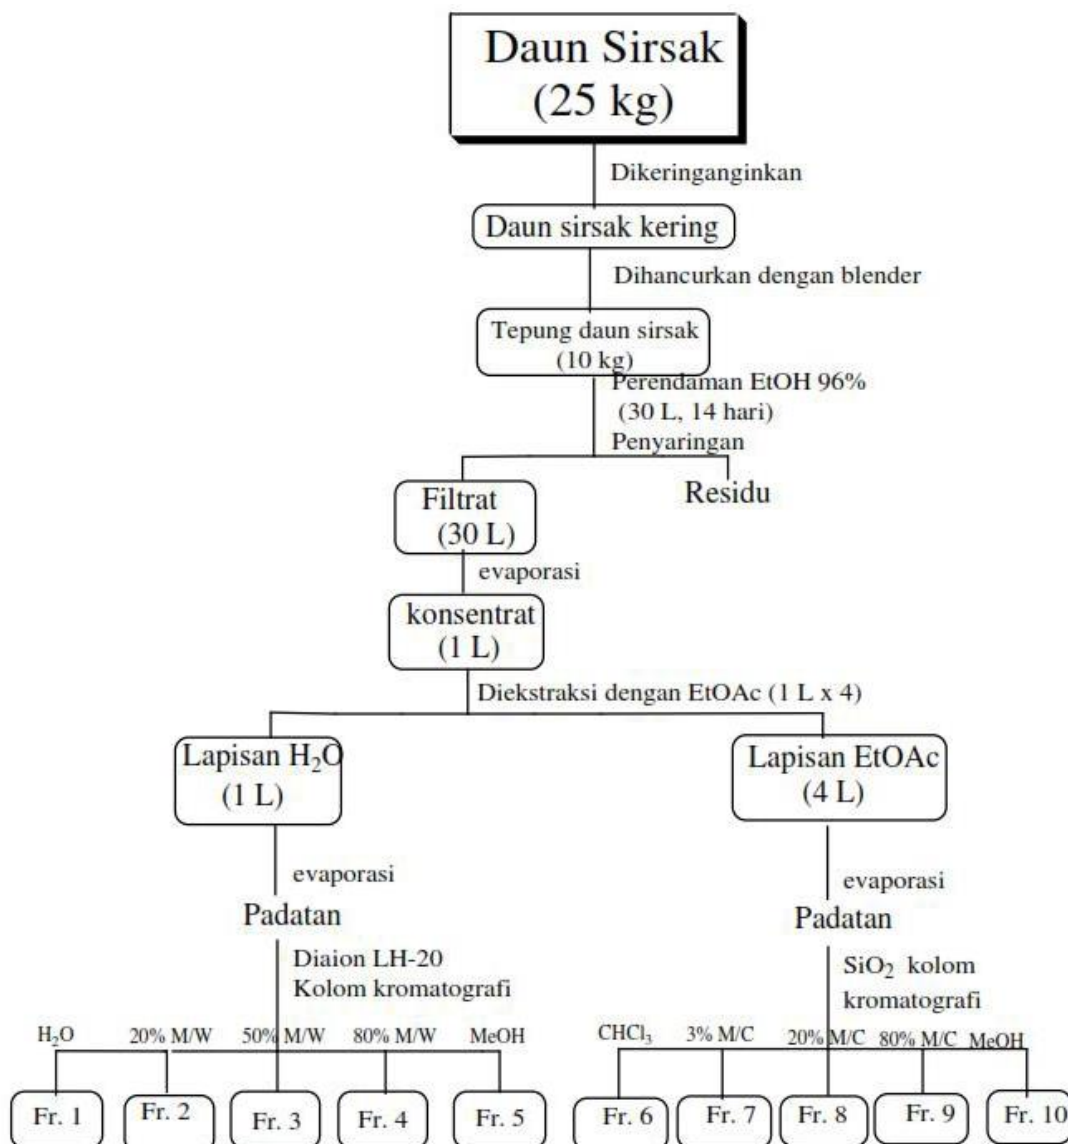 Daun Sirsak
(25 kg)
Dikeringanginkan
Daun sirsak kering
Dihancurkan dengan blender
Tepung daun sirsak
(10 kg)
Perendaman EtOH 96%
(30 L, 14 hari)
Penyaringan
Filtrat
(30 L)
Residu
evaporasi
konsentrat
(1 L)
Diekstraksi dengan EtOAc (1 L x 4)
Lapisan H₂O
(1 L)
Lapisan EtOAc
(4 L)
evaporasi
Padatan
evaporasi
Padatan
Diaion LH-20
Kolom kromatografi
SiO₂ kolom
kromatografi
H₂O 20% M/W 50% M/W 80% M/W MeOH
CHCl₃ 3% M/C 20% M/C 80% M/C MeOH
Fr. 1 Fr. 2 Fr. 3 Fr. 4 Fr. 5
Fr. 6 Fr. 7 Fr. 8 Fr. 9 Fr. 10